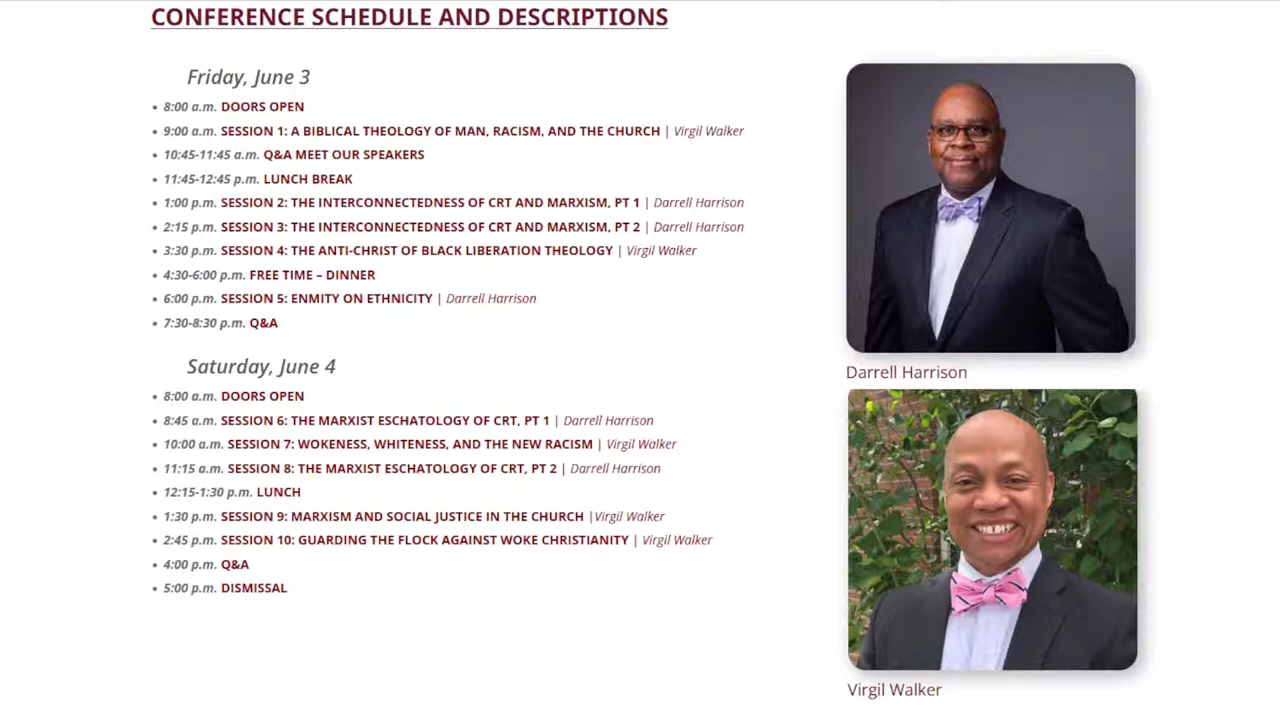 CONFERENCE SCHEDULE AND DESCRIPTIONS
Friday, June 3
• 8:00 a.m. DOORS OPEN
• 9:00 a.m. SESSION 1: A BIBLICAL THEOLOGY OF MAN, RACISM, AND THE CHURCH | Virgil Walker
• 10:45-11:45 a.m. Q&A MEET OUR SPEAKERS
• 11:45-12:45 p.m. LUNCH BREAK
• 1:00 p.m. SESSION 2: THE INTERCONNECTEDNESS OF CRT AND MARXISM, PT 1 | Darrell Harrison
• 2:15 p.m. SESSION 3: THE INTERCONNECTEDNESS OF CRT AND MARXISM, PT 2 | Darrell Harrison
• 3:30 p.m. SESSION 4: THE ANTI-CHRIST OF BLACK LIBERATION THEOLOGY | Virgil Walker
• 4:30-6:00 p.m. FREE TIME – DINNER
• 6:00 p.m. SESSION 5: ENMITY ON ETHNICITY | Darrell Harrison
• 7:30-8:30 p.m. Q&A
Saturday, June 4
• 8:00 a.m. DOORS OPEN
• 8:45 a.m. SESSION 6: THE MARXIST ESCHATOLOGY OF CRT, PT 1 | Darrell Harrison
• 10:00 a.m. SESSION 7: WOKENESS, WHITENESS, AND THE NEW RACISM | Virgil Walker
• 11:15 a.m. SESSION 8: THE MARXIST ESCHATOLOGY OF CRT, PT 2 | Darrell Harrison
• 12:15-1:30 p.m. LUNCH
• 1:30 p.m. SESSION 9: MARXISM AND SOCIAL JUSTICE IN THE CHURCH |Virgil Walker
• 2:45 p.m. SESSION 10: GUARDING THE FLOCK AGAINST WOKE CHRISTIANITY | Virgil Walker
• 4:00 p.m. Q&A
• 5:00 p.m. DISMISSAL
Darrell Harrison
Virgil Walker